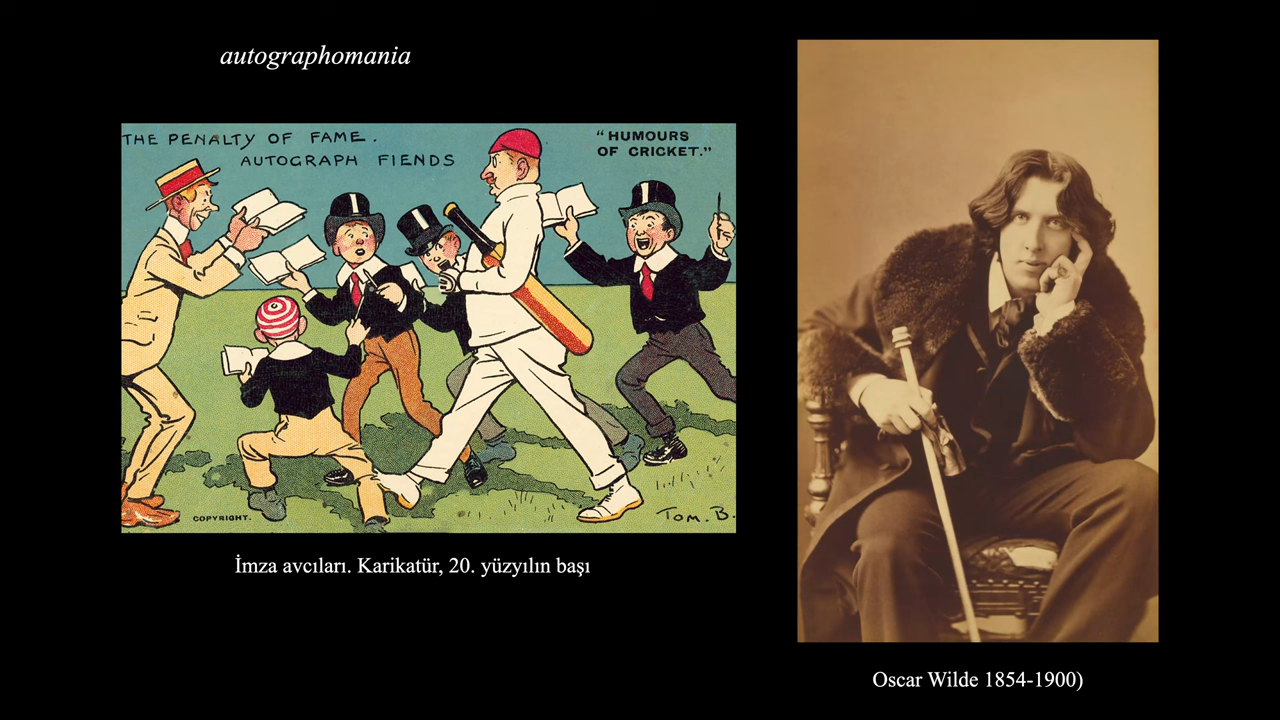 autographomania
THE PENALTY OF FAME.
AUTOGRAPH FIENDS
"HUMOURS
OF CRICKET."
COPYRIGHT.
TOM. B.
İmza avcıları. Karikatür, 20. yüzyılın başı
Oscar Wilde 1854-1900)